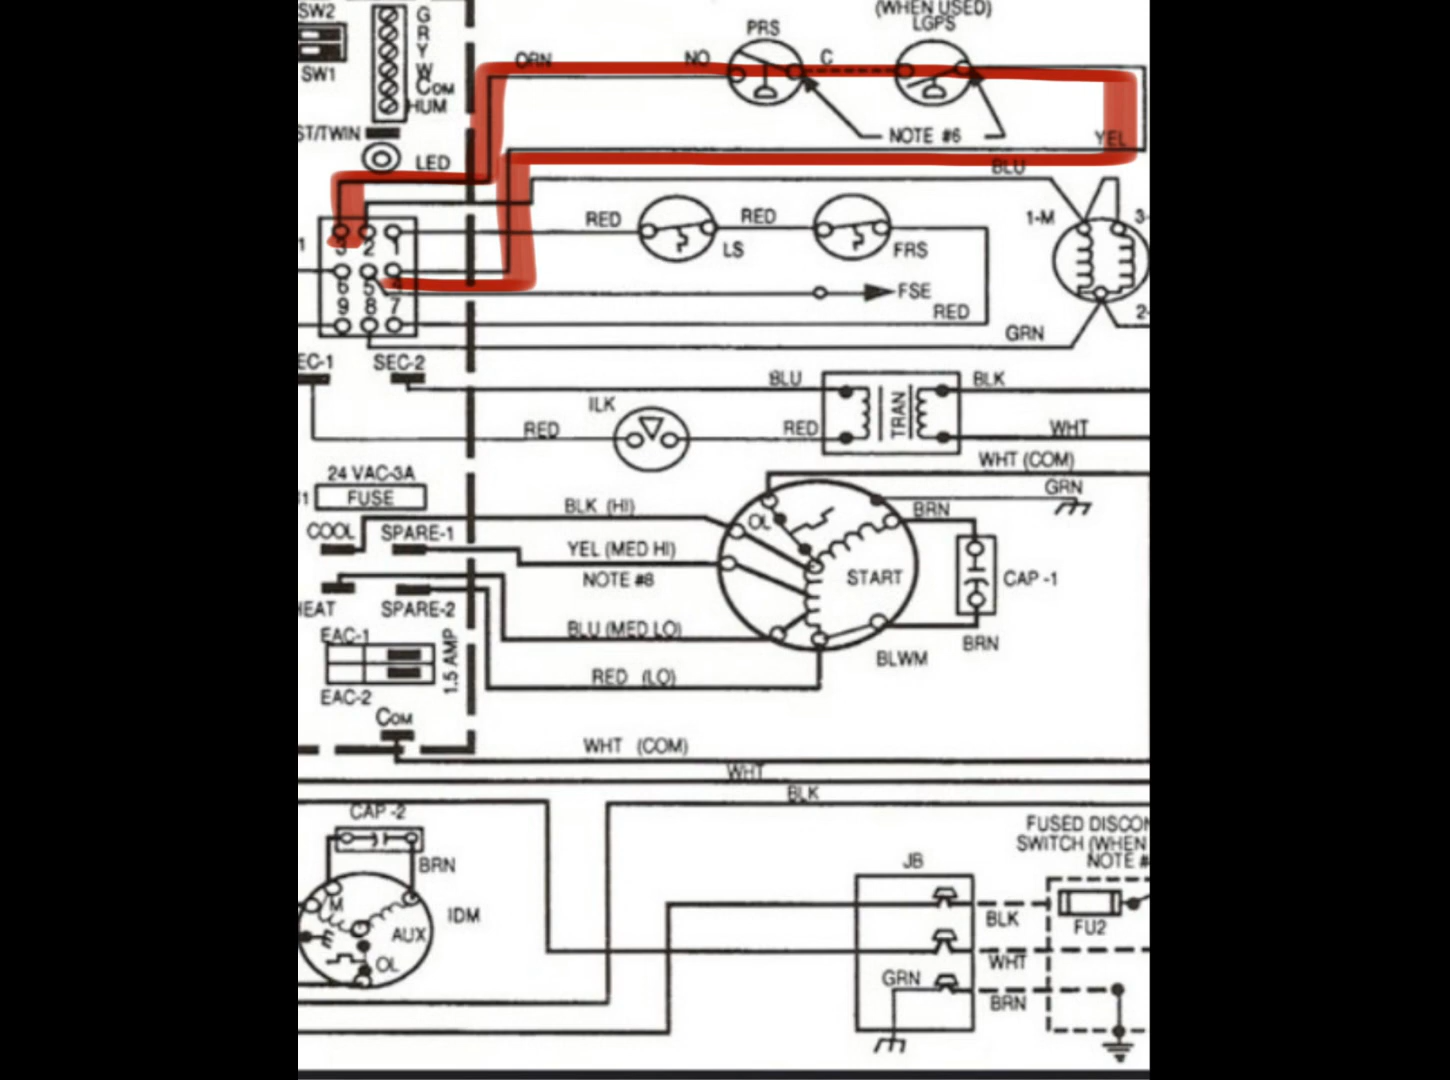 SW2
G
R
Y
W
COM
HUM
SW1
ST/TWIN
LED
(WHEN USED)
LGPS
PRS
ORN
NO
C
NOTE #6
YEL
BLU
1-M
3-
RED
RED
LS
FRS
3 2 1
6 5 4
9 8 7
FSE
RED
GRN
2-
EC-1
SEC-2
BLU
BLK
ILK
TRAN
RED
RED
WHT
24 VAC-3A
FUSE
WHT (COM)
GRN
BLK (HI)
OL
BRN
COOL
SPARE-1
YEL (MED HI)
NOTE #8
START
CAP -1
HEAT
SPARE-2
BLU (MED LO)
BLWM
BRN
EAC-1
1.5 AMP
EAC-2
RED (LO)
COM
WHT (COM)
WHT
BLK
CAP -2
BRN
M
IDM
AUX
OL
FUSED DISCON
SWITCH (WHEN
NOTE #
JB
BLK
FU2
WHT
GRN
BRN